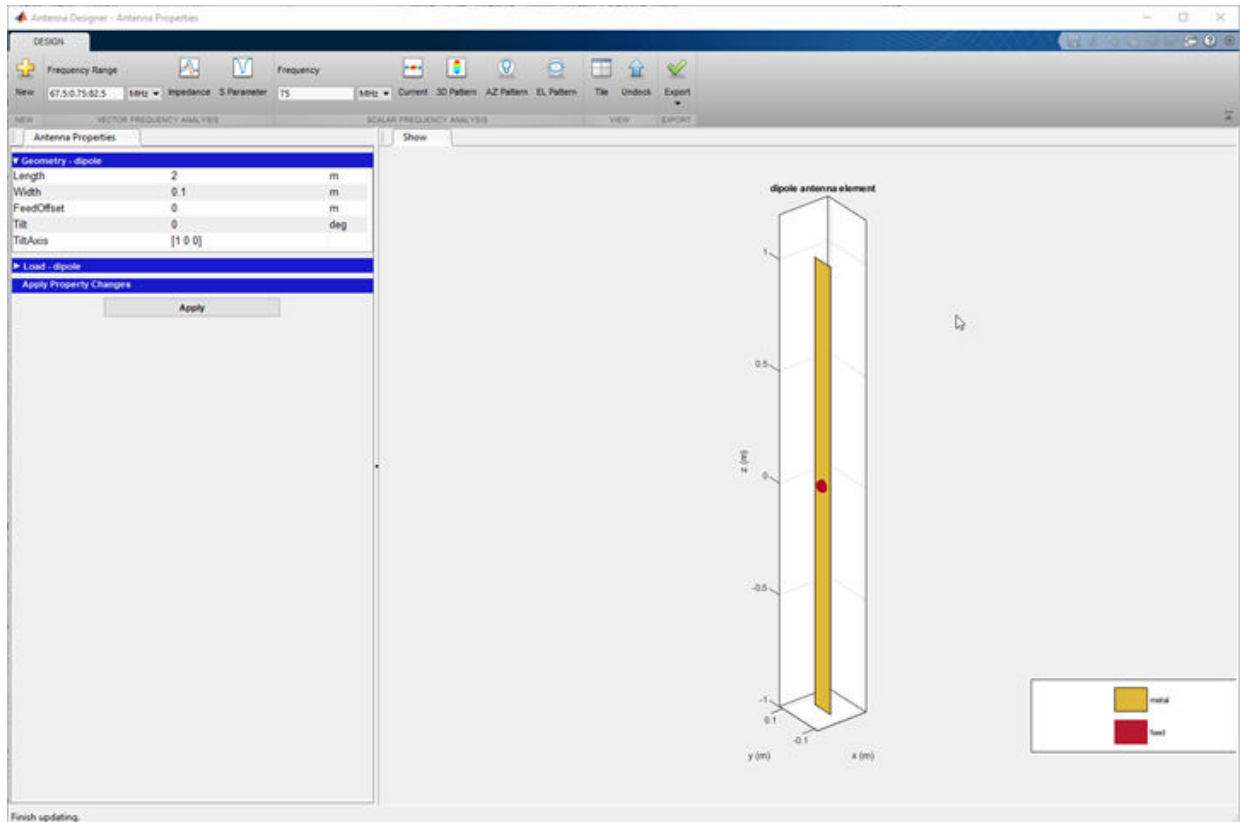 Antenna Designer - Antenna Properties
DESIGN
Frequency Range
Frequency
New 67.5:0.75:82.5 MHz Impedance S Parameter 75 MHz Current 3D Pattern AZ Pattern EL Pattern Tile Undock Export
NEW VECTOR FREQUENCY ANALYSIS SCALAR FREQUENCY ANALYSIS VIEW EXPORT
Antenna Properties
Show
Geometry - dipole
Length 2 m
Width 0.1 m
FeedOffset 0 m
Tilt 0 deg
TiltAxis [1 0 0]
Load - dipole
Apply Property Changes
Apply
dipole antenna element
1
0.5
z (m)
0
-0.5
-1
0.1
-0.1
y (m)
x (m)
metal
feed
Finish updating.